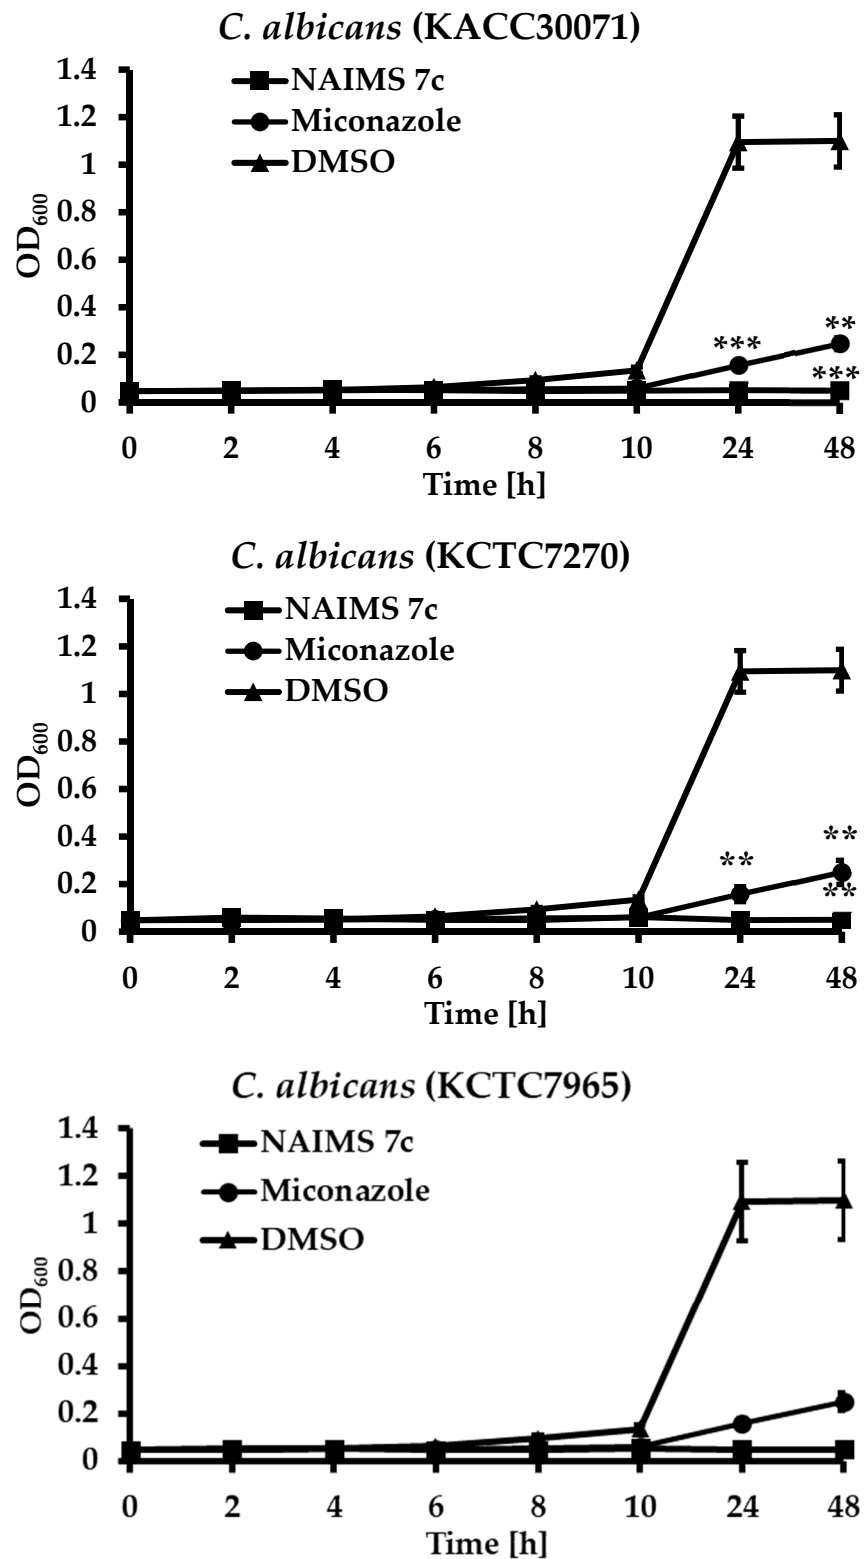 C. albicans (KACC30071)
1.4
1.2
1
0.8
0.6
0.4
0.2
0
OD600
NAIMS 7c
Miconazole
DMSO
***
**
***
0 2 4 6 8 10 24 48
Time [h]
C. albicans (KCTC7270)
1.4
1.2
1
0.8
0.6
0.4
0.2
0
OD600
NAIMS 7c
Miconazole
DMSO
**
**
**
0 2 4 6 8 10 24 48
Time [h]
C. albicans (KCTC7965)
1.4
1.2
1
0.8
0.6
0.4
0.2
0
OD600
NAIMS 7c
Miconazole
DMSO
0 2 4 6 8 10 24 48
Time [h]